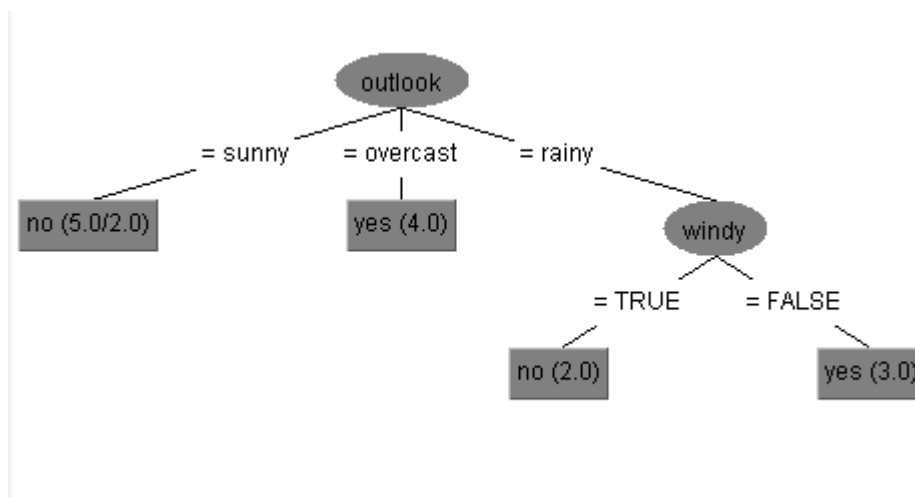 outlook
= sunny
= overcast
= rainy
no (5.0/2.0)
yes (4.0)
windy
= TRUE
= FALSE
no (2.0)
yes (3.0)